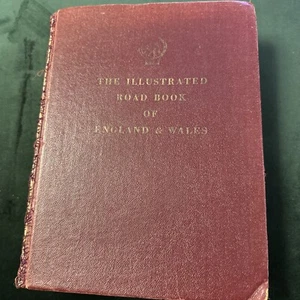 THE ILLUSTRATED
ROAD BOOK
OF
ENGLAND & WALES